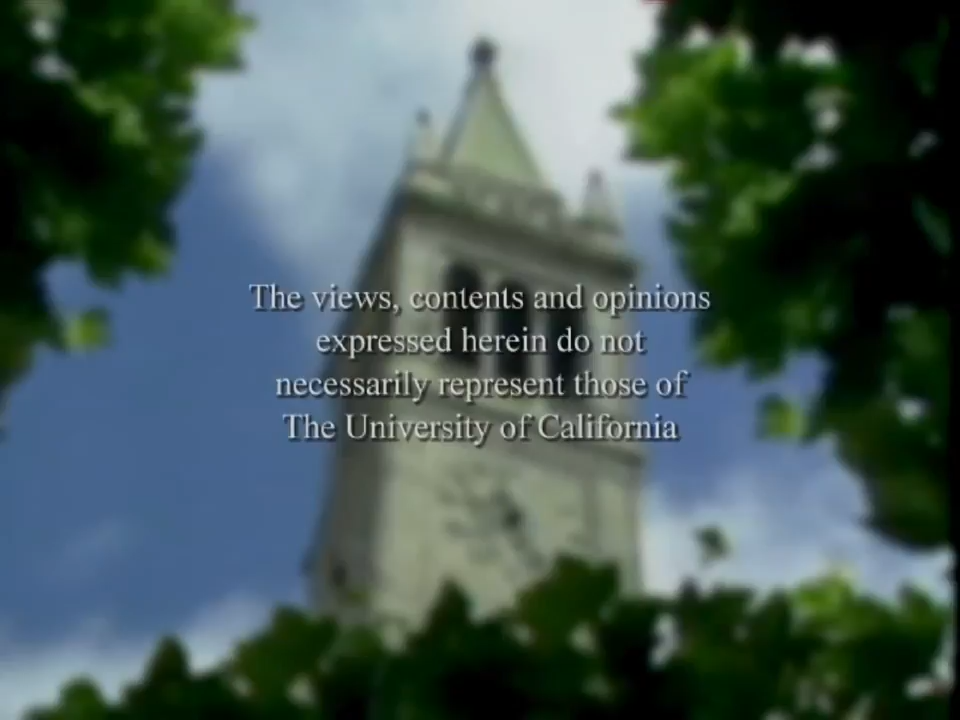 The views, contents and opinions
expressed herein do not
necessarily represent those of
The University of California